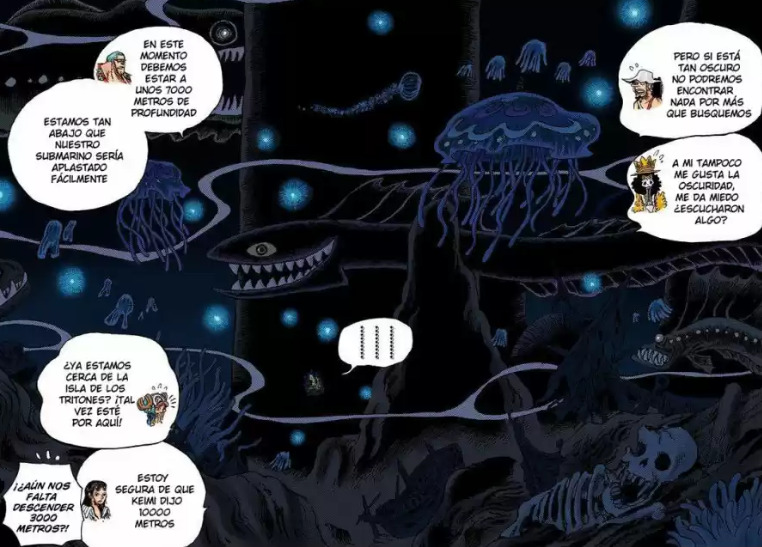 PERO SI ESTÁ
TAN OSCURO
NO PODREMOS
ENCONTRAR
NADA POR MÁS
QUE BUSQUEMOS
A MI TAMPOCO
ME GUSTA LA
OSCURIDAD,
ME DA MIEDO
¿ESCUCHARON
ALGO?
EN ESTE
MOMENTO
DEBEMOS
ESTAR A
UNOS 7000
METROS DE
PROFUNDIDAD
ESTAMOS TAN
ABAJO QUE
NUESTRO
SUBMARINO SERÍA
APLASTADO
FÁCILMENTE
¿YA ESTAMOS
CERCA DE LA
ISLA DE LOS
TRITONES? ¡TAL
VEZ ESTÉ
POR AQUÍ!
ESTOY
SEGURA DE QUE
KEIMI DIJO
10000
METROS
¡¿AÚN NOS
FALTA
DESCENDER
3000
METROS?!